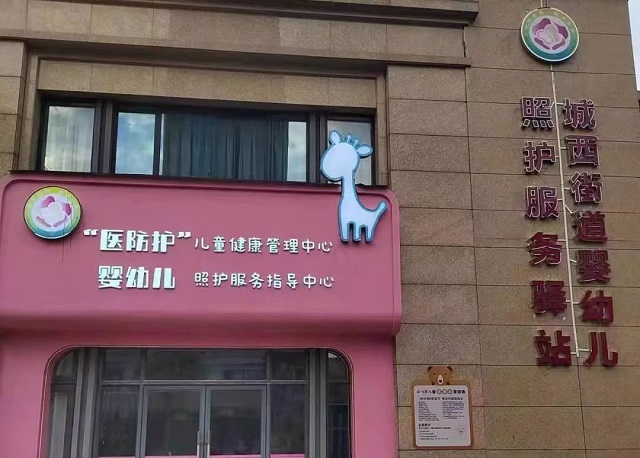 “医防护”儿童健康管理中心
婴幼儿 照护服务指导中心
城西街道婴幼儿
照护服务驿站